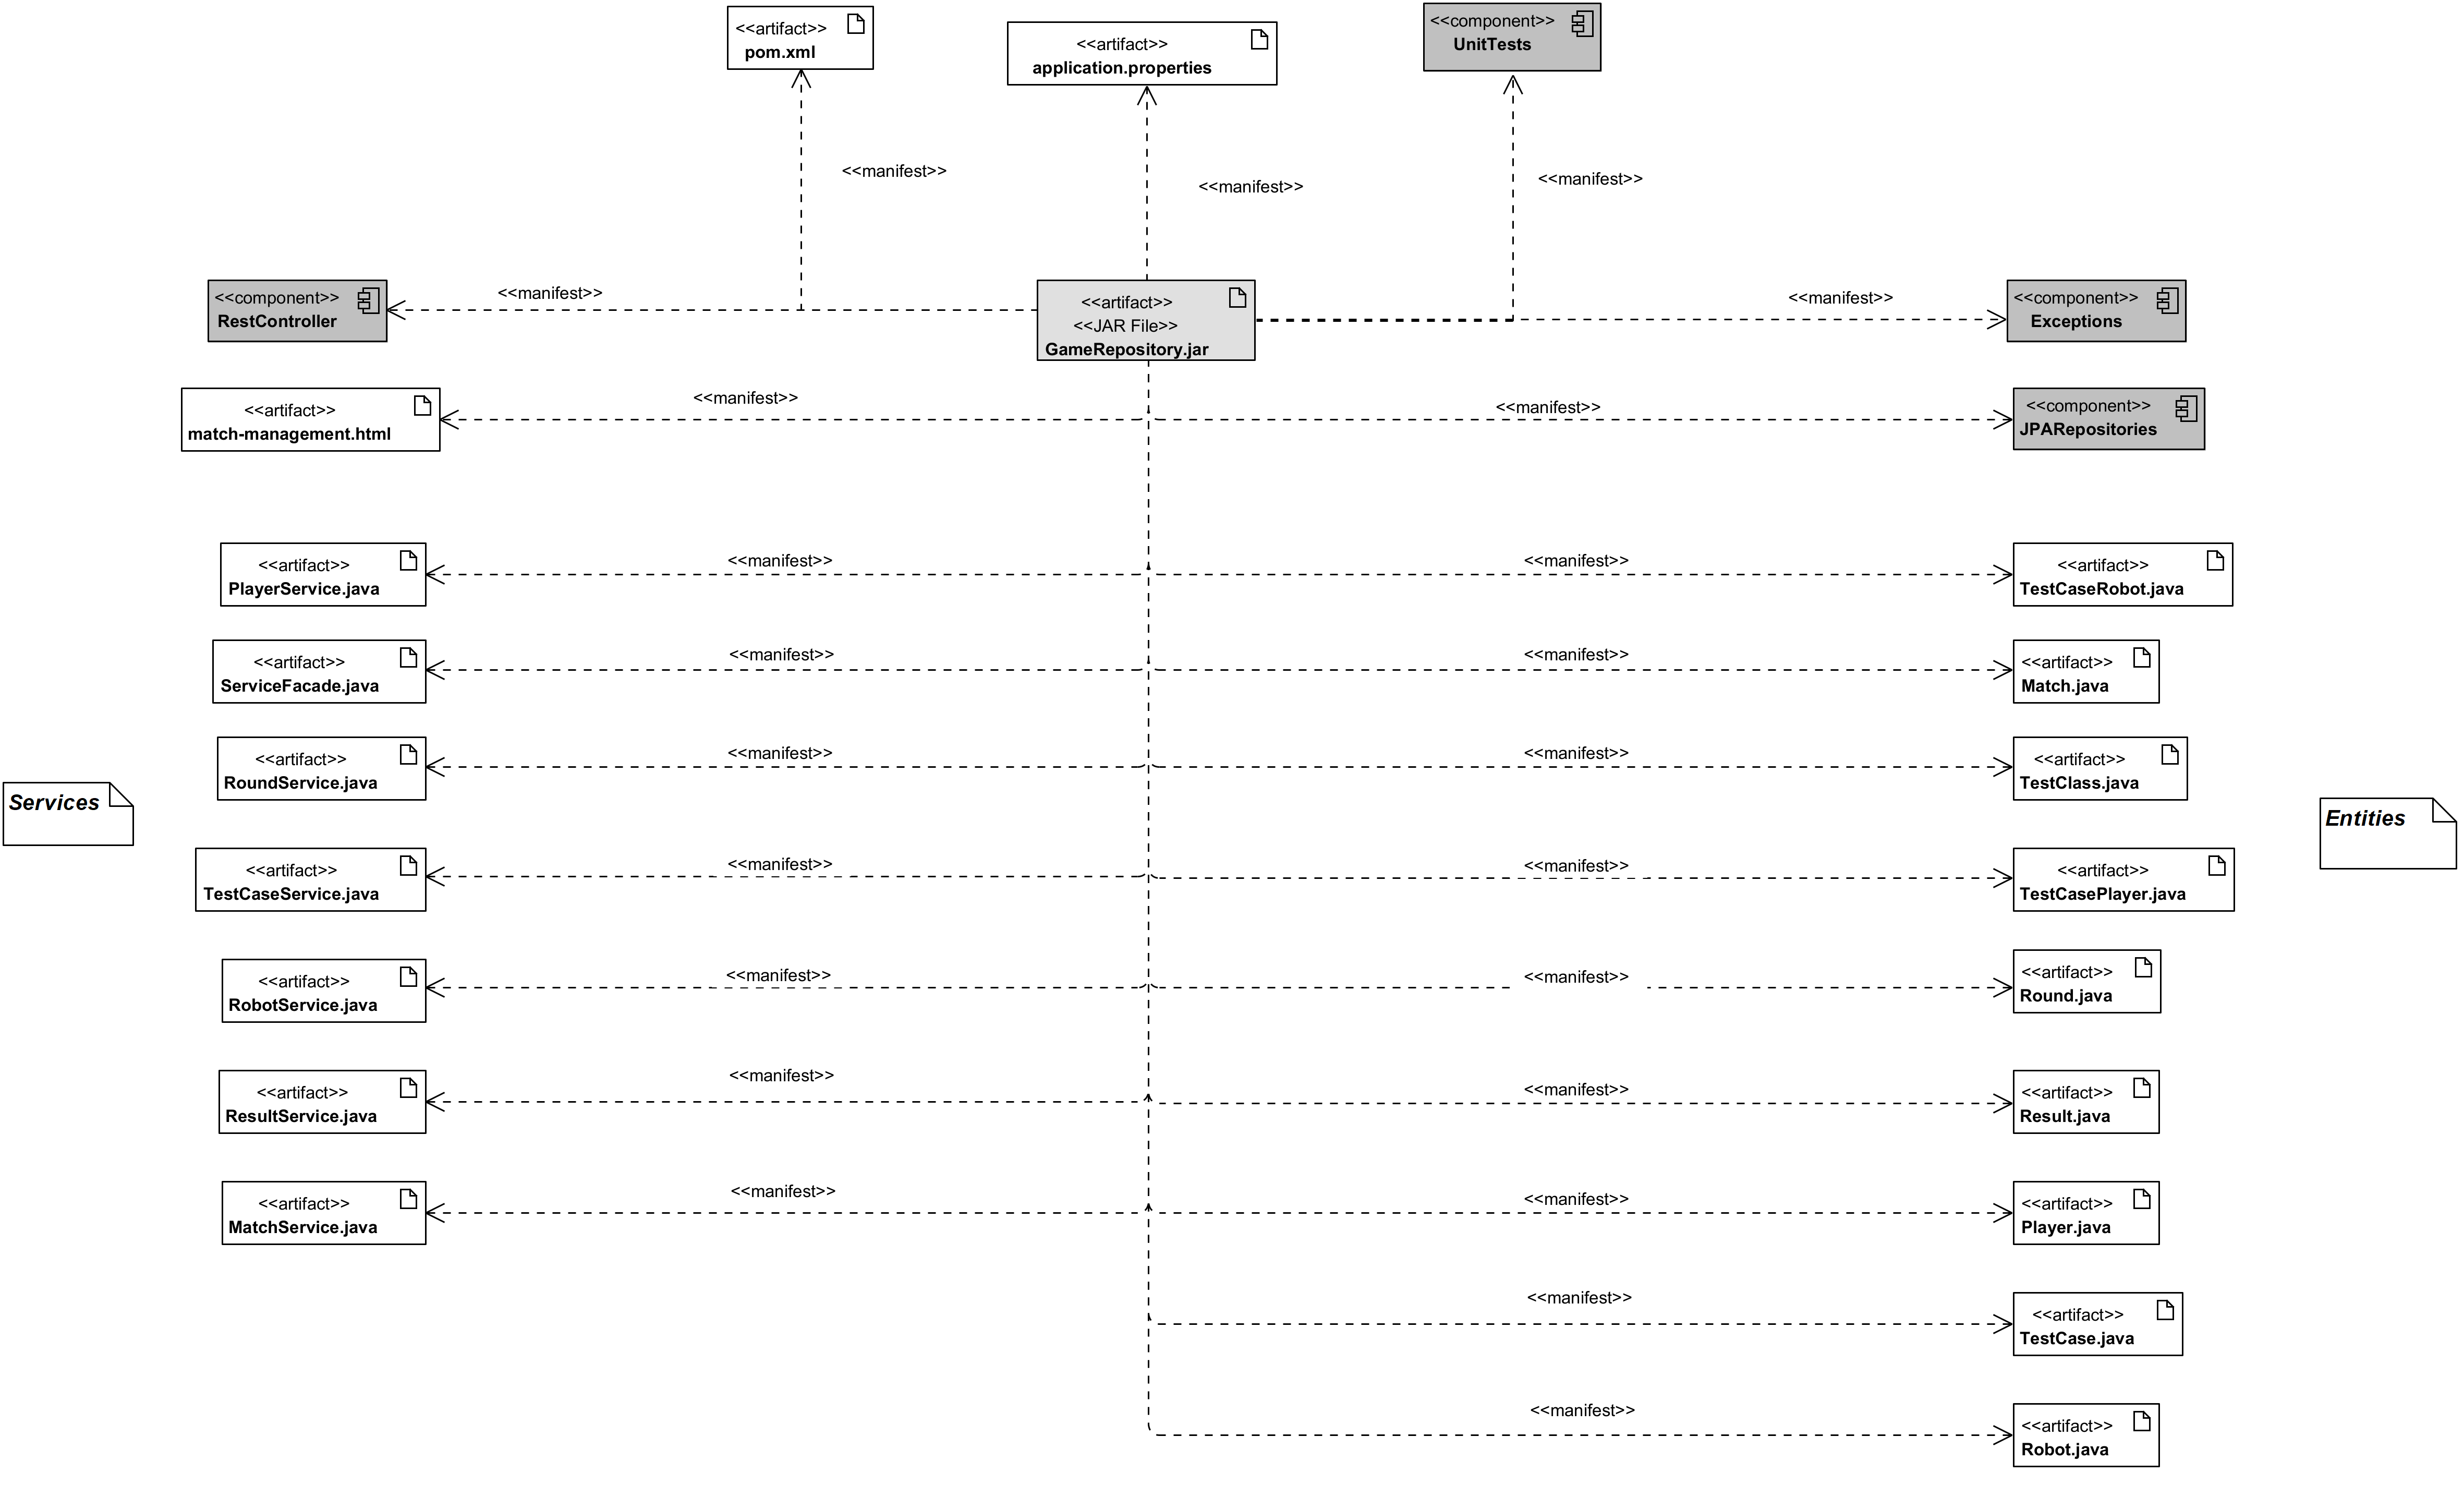 <<artifact>>
pom.xml
<<artifact>>
application.properties
<<component>>
UnitTests
<<manifest>>
<<manifest>>
<<manifest>>
<<component>>
RestController
<<manifest>>
<<artifact>>
<<JAR File>>
GameRepository.jar
<<manifest>>
<<component>>
Exceptions
<<artifact>>
match-management.html
<<manifest>>
<<manifest>>
<<component>>
JPARepositories
<<artifact>>
PlayerService.java
<<manifest>>
<<manifest>>
<<artifact>>
TestCaseRobot.java
<<artifact>>
ServiceFacade.java
<<manifest>>
<<manifest>>
<<artifact>>
Match.java
<<artifact>>
RoundService.java
<<manifest>>
<<manifest>>
<<artifact>>
TestClass.java
Services
Entities
<<artifact>>
TestCaseService.java
<<manifest>>
<<manifest>>
<<artifact>>
TestCasePlayer.java
<<artifact>>
RobotService.java
<<manifest>>
<<manifest>>
<<artifact>>
Round.java
<<artifact>>
ResultService.java
<<manifest>>
<<manifest>>
<<artifact>>
Result.java
<<artifact>>
MatchService.java
<<manifest>>
<<manifest>>
<<artifact>>
Player.java
<<manifest>>
<<artifact>>
TestCase.java
<<manifest>>
<<artifact>>
Robot.java